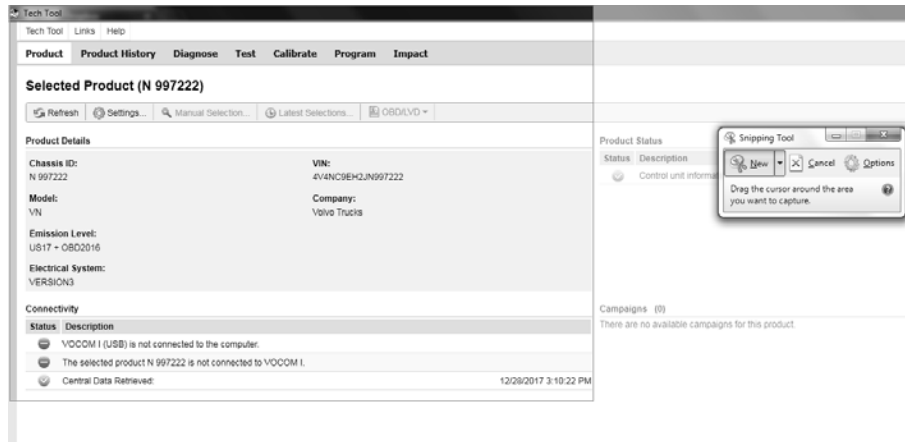 Tech Tool
Tech Tool Links Help
Product Product History Diagnose Test Calibrate Program Impact
Selected Product (N 997222)
Refresh Settings... Manual Selection... Latest Selections... OBD/LVD
Product Details
Chassis ID:
N 997222
VIN:
4V4NC9EH2JN997222
Model:
VN
Company:
Volvo Trucks
Emission Level:
US17 + OBD2016
Electrical System:
VERSION3
Connectivity
Status Description
VOCOM I (USB) is not connected to the computer.
The selected product N 997222 is not connected to VOCOM I.
Central Data Retrieved: 12/28/2017 3:10:22 PM
Product Status
Status Description
Control unit informat
Campaigns (0)
There are no available campaigns for this product.
Snipping Tool
New Cancel Options
Drag the cursor around the area
you want to capture.